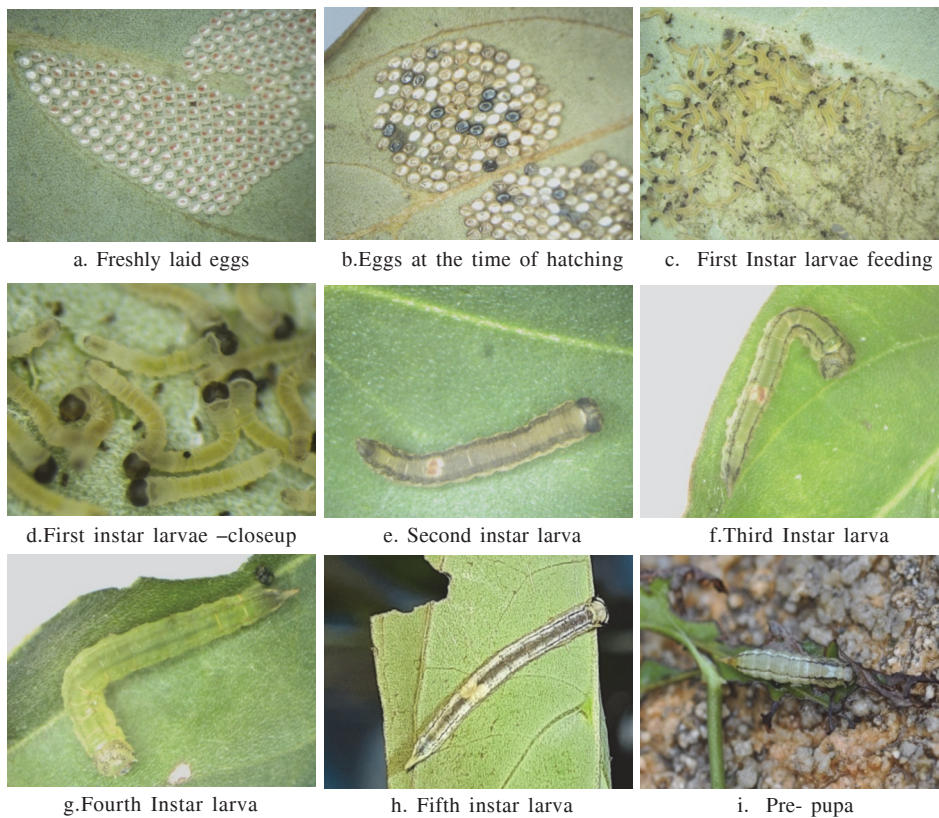 a. Freshly laid eggs
b.Eggs at the time of hatching
c. First Instar larvae feeding
d.First instar larvae –closeup
e. Second instar larva
f.Third Instar larva
g.Fourth Instar larva
h. Fifth instar larva
i. Pre- pupa